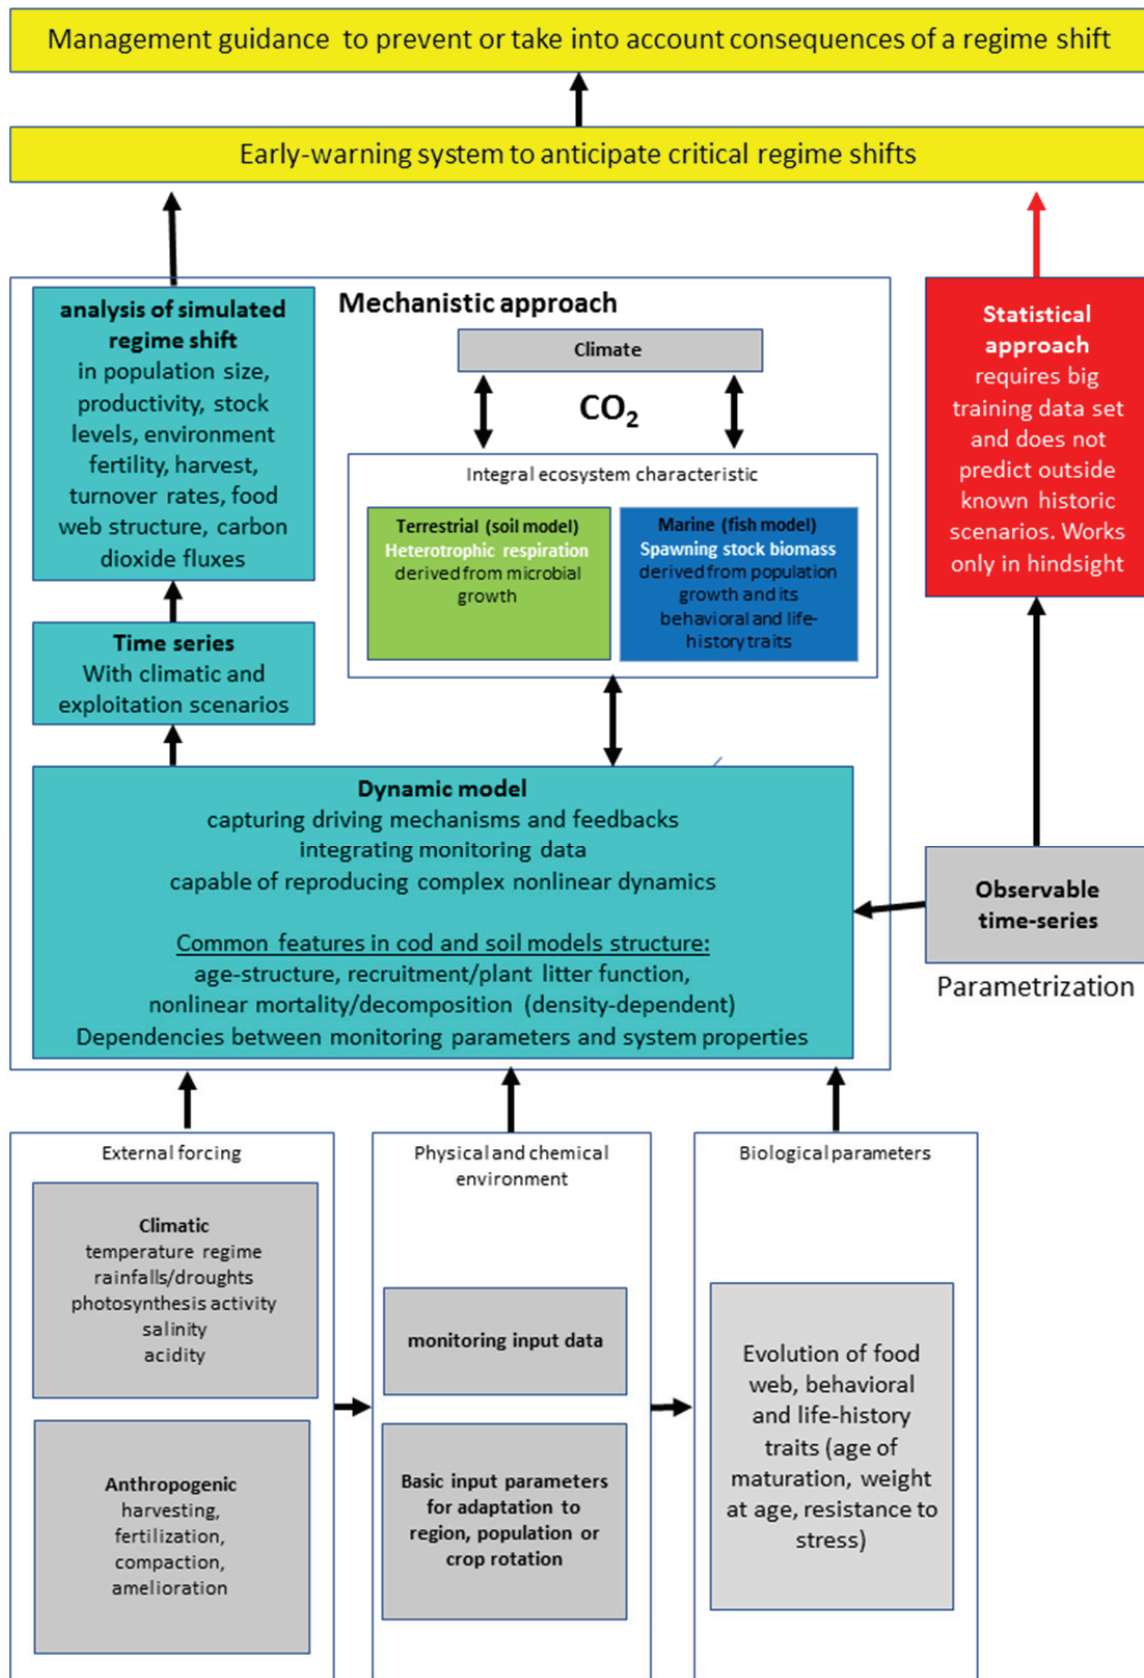 Management guidance to prevent or take into account consequences of a regime shift
Early-warning system to anticipate critical regime shifts
analysis of simulated
regime shift
in population size,
productivity, stock
levels, environment
fertility, harvest,
turnover rates, food
web structure, carbon
dioxide fluxes
Time series
With climatic and
exploitation scenarios
Mechanistic approach
Climate
CO₂
Integral ecosystem characteristic
Terrestrial (soil model)
Heterotrophic respiration
derived from microbial
growth
Marine (fish model)
Spawning stock biomass
derived from population
growth and its
behavioral and life-
history traits
Statistical
approach
requires big
training data set
and does not
predict outside
known historic
scenarios. Works
only in hindsight
Dynamic model
capturing driving mechanisms and feedbacks
integrating monitoring data
capable of reproducing complex nonlinear dynamics
Common features in cod and soil models structure:
age-structure, recruitment/plant litter function,
nonlinear mortality/decomposition (density-dependent)
Dependencies between monitoring parameters and system properties
Observable
time-series
Parametrization
External forcing
Climatic
temperature regime
rainfalls/droughts
photosynthesis activity
salinity
acidity
Anthropogenic
harvesting,
fertilization,
compaction,
amelioration
Physical and chemical
environment
monitoring input data
Basic input parameters
for adaptation to
region, population or
crop rotation
Biological parameters
Evolution of food
web, behavioral
and life-history
traits (age of
maturation, weight
at age, resistance to
stress)